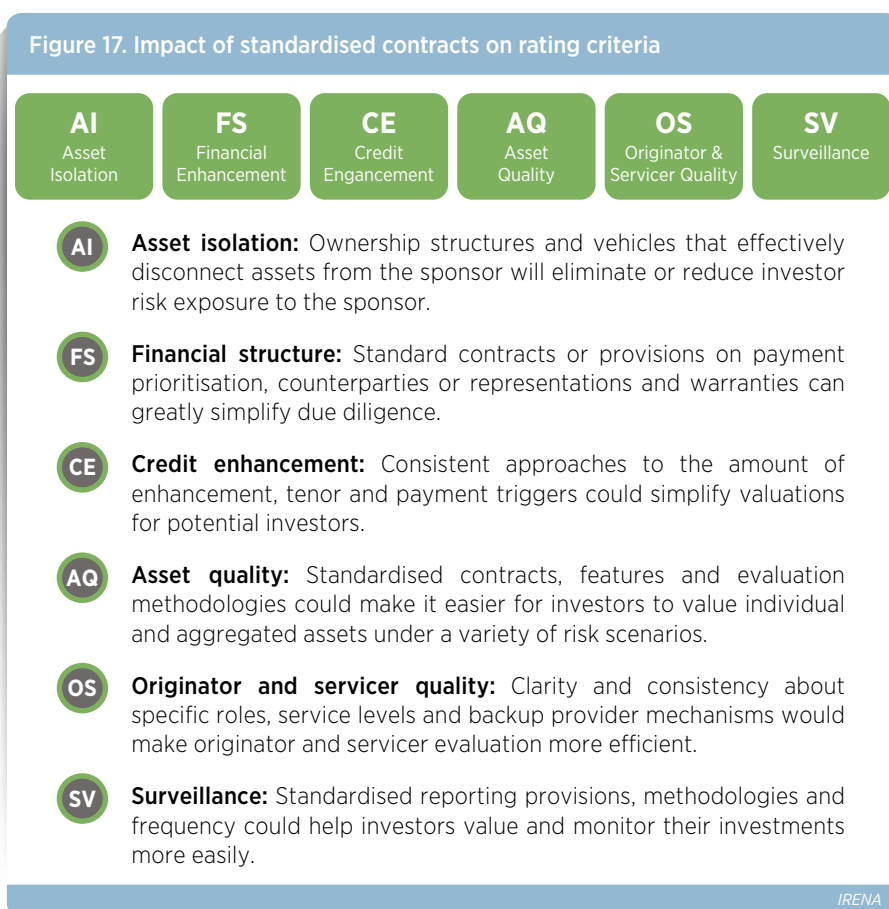 Figure 17. Impact of standardised contracts on rating criteria
AI
Asset
Isolation
FS
Financial
Enhancement
CE
Credit
Engancement
AQ
Asset
Quality
OS
Originator &
Servicer Quality
SV
Surveillance
AI
Asset isolation: Ownership structures and vehicles that effectively
disconnect assets from the sponsor will eliminate or reduce investor
risk exposure to the sponsor.
FS
Financial structure: Standard contracts or provisions on payment
prioritisation, counterparties or representations and warranties can
greatly simplify due diligence.
CE
Credit enhancement: Consistent approaches to the amount of
enhancement, tenor and payment triggers could simplify valuations
for potential investors.
AQ
Asset quality: Standardised contracts, features and evaluation
methodologies could make it easier for investors to value individual
and aggregated assets under a variety of risk scenarios.
OS
Originator and servicer quality: Clarity and consistency about
specific roles, service levels and backup provider mechanisms would
make originator and servicer evaluation more efficient.
SV
Surveillance: Standardised reporting provisions, methodologies and
frequency could help investors value and monitor their investments
more easily.
IRENA